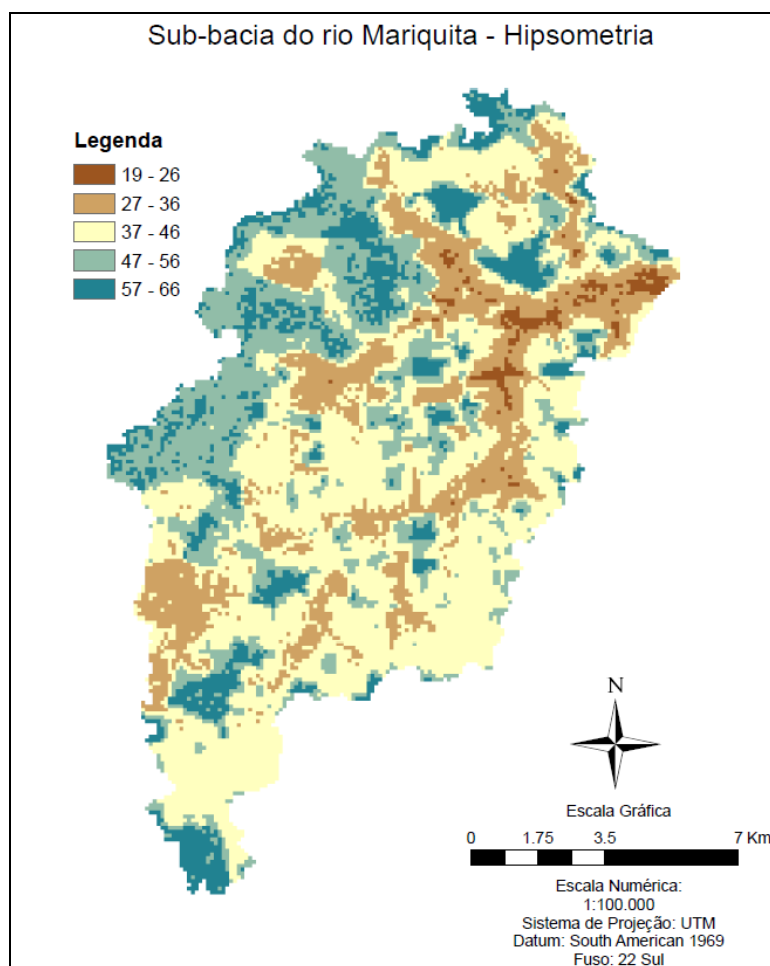 Sub-bacia do rio Mariquita - Hipsometria
Legenda
19 - 26
27 - 36
37 - 46
47 - 56
57 - 66
N
Escala Gráfica
0 1.75 3.5 7 Km
Escala Numérica:
1:100.000
Sistema de Projeção: UTM
Datum: South American 1969
Fuso: 22 Sul